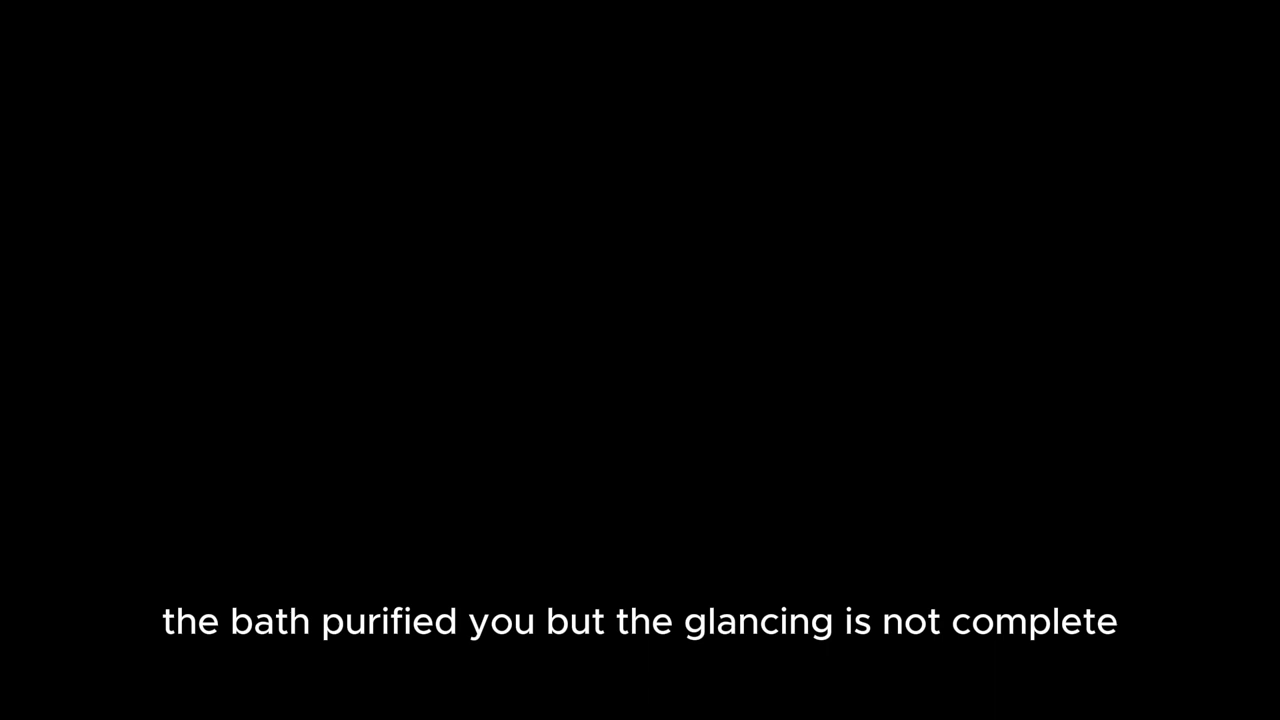 the bath purified you but the glancing is not complete